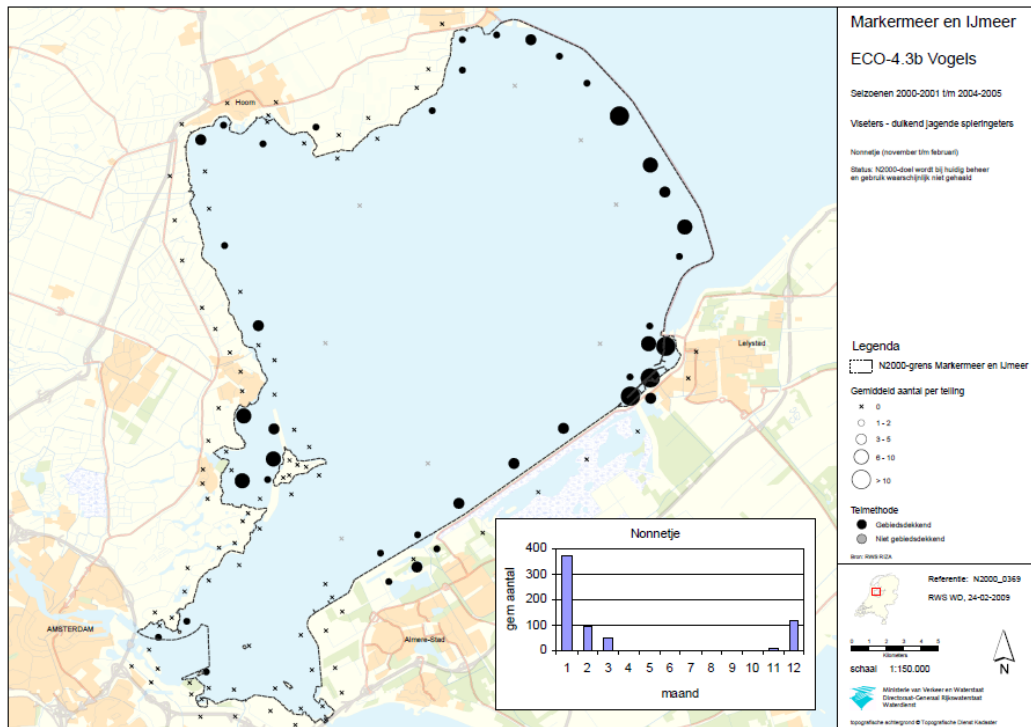 Markermeer en IJmeer
ECO-4.3b Vogels
Seizoenen 2000-2001 t/m 2004-2005
Viseters - duikend jagende spieringeters
Nonnetje (november t/m februari)
Status: N2000-doel wordt bij huidig beheer
en gebruik waarschijnlijk niet gehaald
Hoorn
Lelystad
AMSTERDAM
Almere-Stad
Nonnetje
gem aantal
400
300
200
100
0
1 2 3 4 5 6 7 8 9 10 11 12
maand
Legenda
N2000-grens Markermeer en IJmeer
Gemiddeld aantal per telling
0
1 - 2
3 - 5
6 - 10
> 10
Telmethode
Gebiedsdekkend
Niet gebiedsdekkend
Bron: RWS RIZA
Referentie: N2000_0369
RWS WD, 24-02-2009
0 1 2 3 4 5
Kilometers
schaal 1:150.000
N
Ministerie van Verkeer en Waterstaat
Directoraat-Generaal Rijkswaterstaat
Waterdienst
topografische achtergrond © Topografische Dienst Kadaster